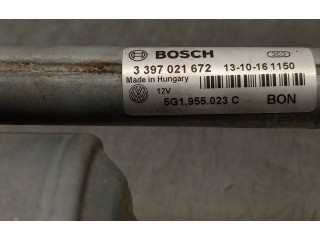 BOSCH
3 397 021 672 13-10-16 1150
Made in Hungary
12V
5G1.955.023 C BON